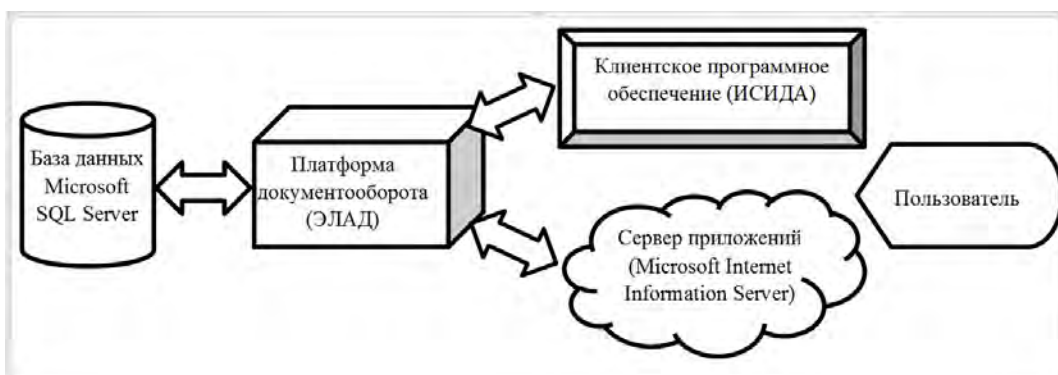 База данных
Microsoft
SQL Server
Платформа
документооборота
(ЭЛАД)
Клиентское программное
обеспечение (ИСИДА)
Сервер приложений
(Microsoft Internet
Information Server)
Пользователь